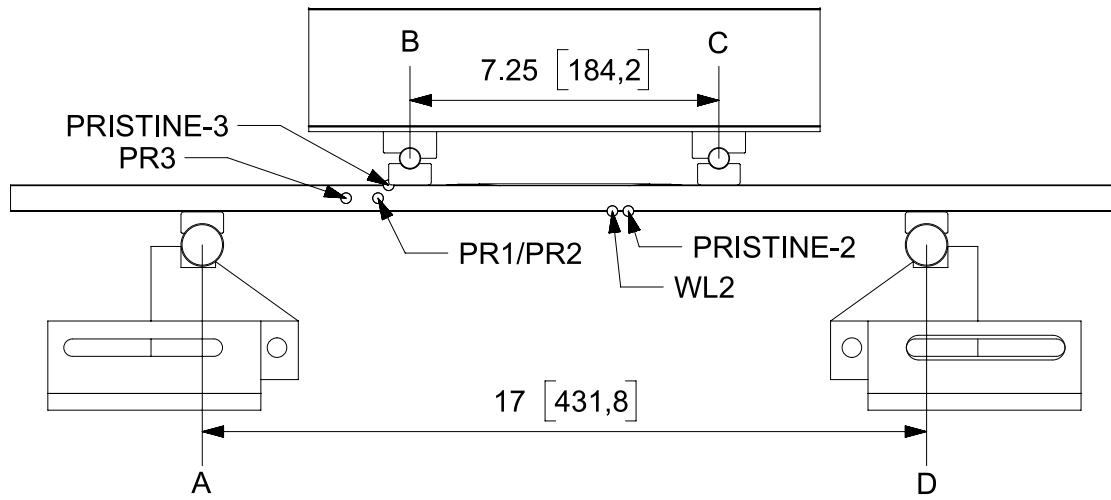 B
C
7.25 [184,2]
PRISTINE-3
PR3
PR1/PR2
PRISTINE-2
WL2
17 [431,8]
A
D